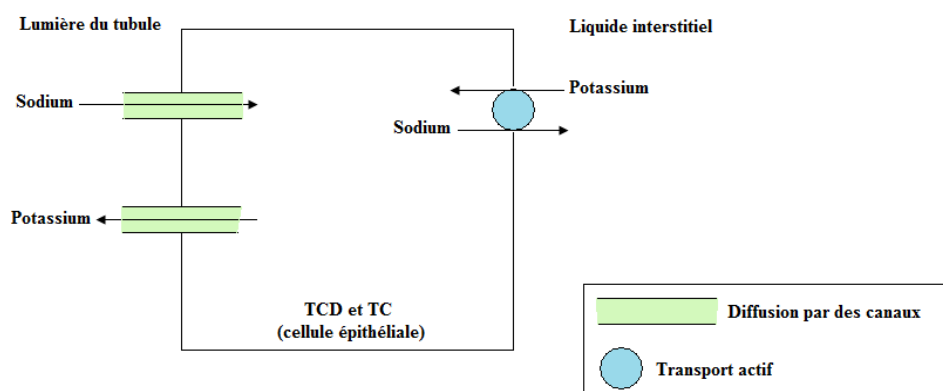 Lumière du tubule
Liquide interstitiel
Sodium
Potassium
Sodium
Potassium
TCD et TC
(cellule épithéliale)
Diffusion par des canaux
Transport actif